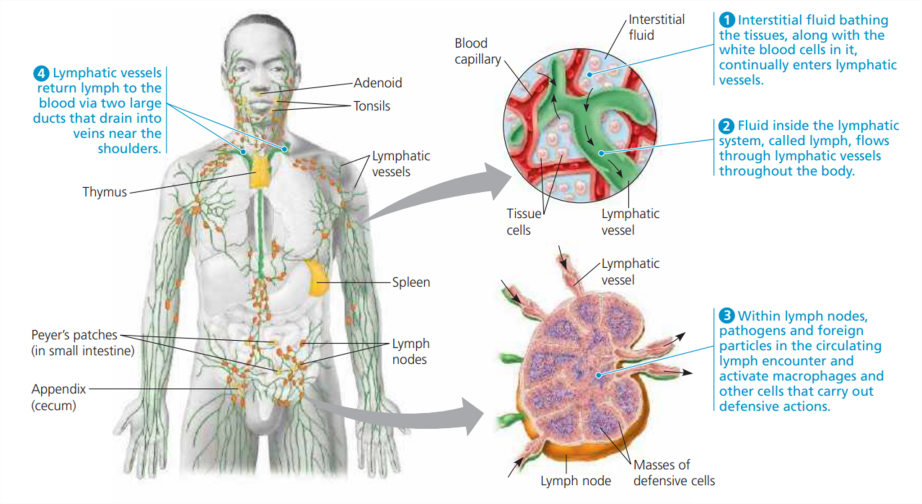 4 Lymphatic vessels
return lymph to the
blood via two large
ducts that drain into
veins near the
shoulders.
Adenoid
Tonsils
Lymphatic
vessels
Thymus
Spleen
Peyer's patches
(in small intestine)
Lymph
nodes
Appendix
(cecum)
Interstitial
fluid
Blood
capillary
Tissue
cells
Lymphatic
vessel
1 Interstitial fluid bathing
the tissues, along with the
white blood cells in it,
continually enters lymphatic
vessels.
2 Fluid inside the lymphatic
system, called lymph, flows
through lymphatic vessels
throughout the body.
Lymphatic
vessel
3 Within lymph nodes,
pathogens and foreign
particles in the circulating
lymph encounter and
activate macrophages and
other cells that carry out
defensive actions.
Lymph node
Masses of
defensive cells